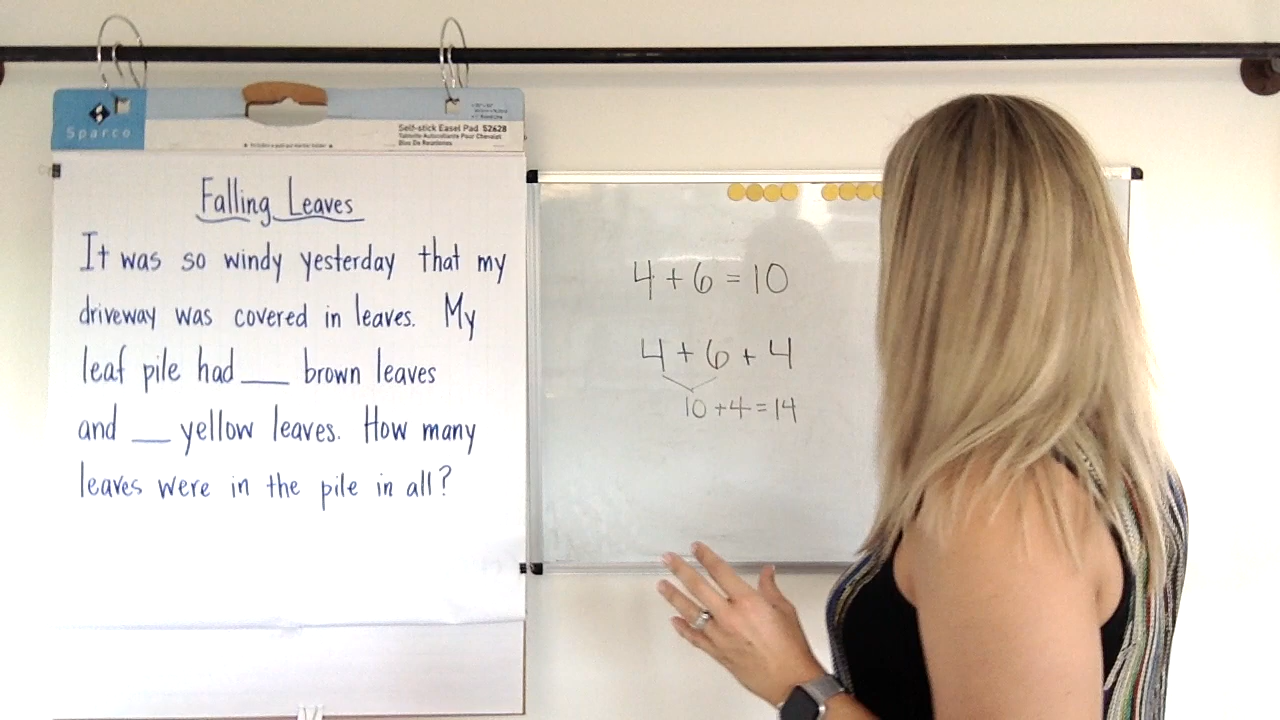 Sparco
Self-stick Easel Pad 52628
Falling Leaves
It was so windy yesterday that my
driveway was covered in leaves. My
leaf pile had ___ brown leaves
and ___ yellow leaves. How many
leaves were in the pile in all?
4 + 6 = 10
4 + 6 + 4
10 + 4 = 14